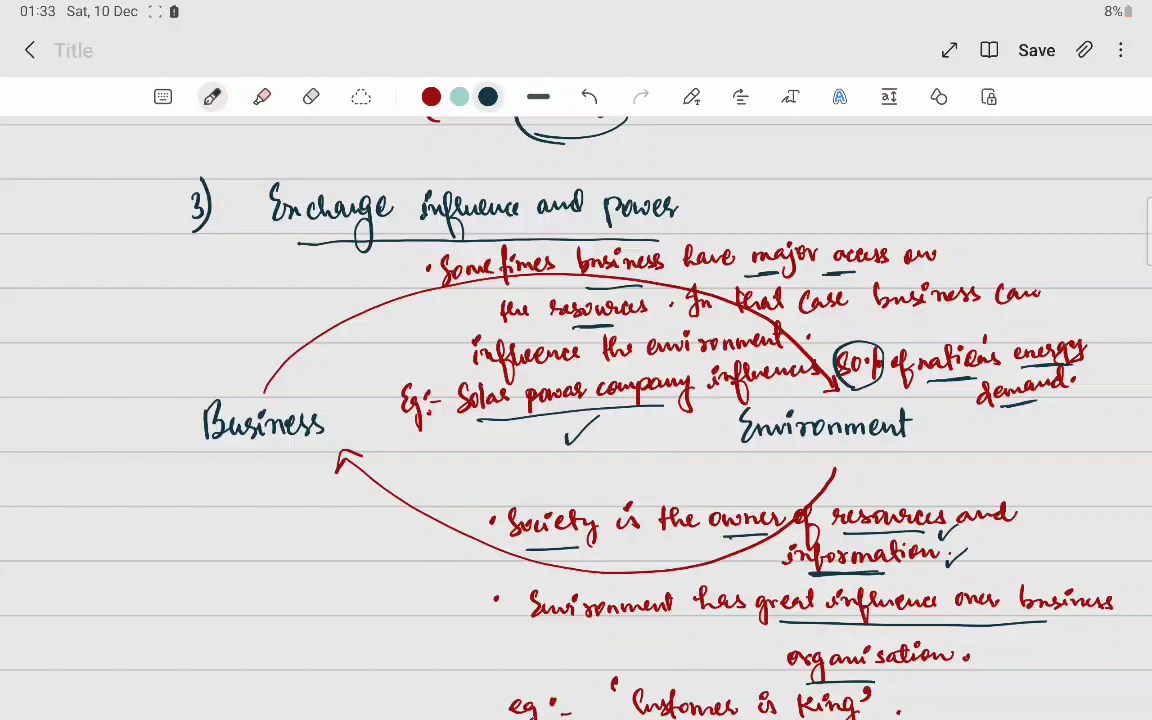 01:33 Sat, 10 Dec
8%
Title
Save
3) Exchange influence and power
• Sometimes business have major access on
the resources. In that case business can
influence the environment.
Eg:- Solar power company influences 80% of nation's energy
demand.
Business
Environment
• Society is the owner of resources and
information.
• Environment has great influence over business
organisation.
eg:- 'Customer is King'.